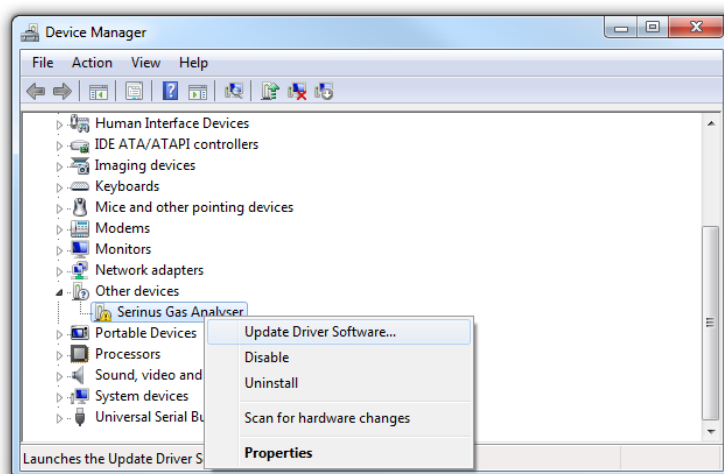 Device Manager
File Action View Help
Human Interface Devices
IDE ATA/ATAPI controllers
Imaging devices
Keyboards
Mice and other pointing devices
Modems
Monitors
Network adapters
Other devices
Serinus Gas Analyser
Portable Devices
Processors
Sound, video and
System devices
Universal Serial Bu
Update Driver Software...
Disable
Uninstall
Scan for hardware changes
Properties
Launches the Update Driver S